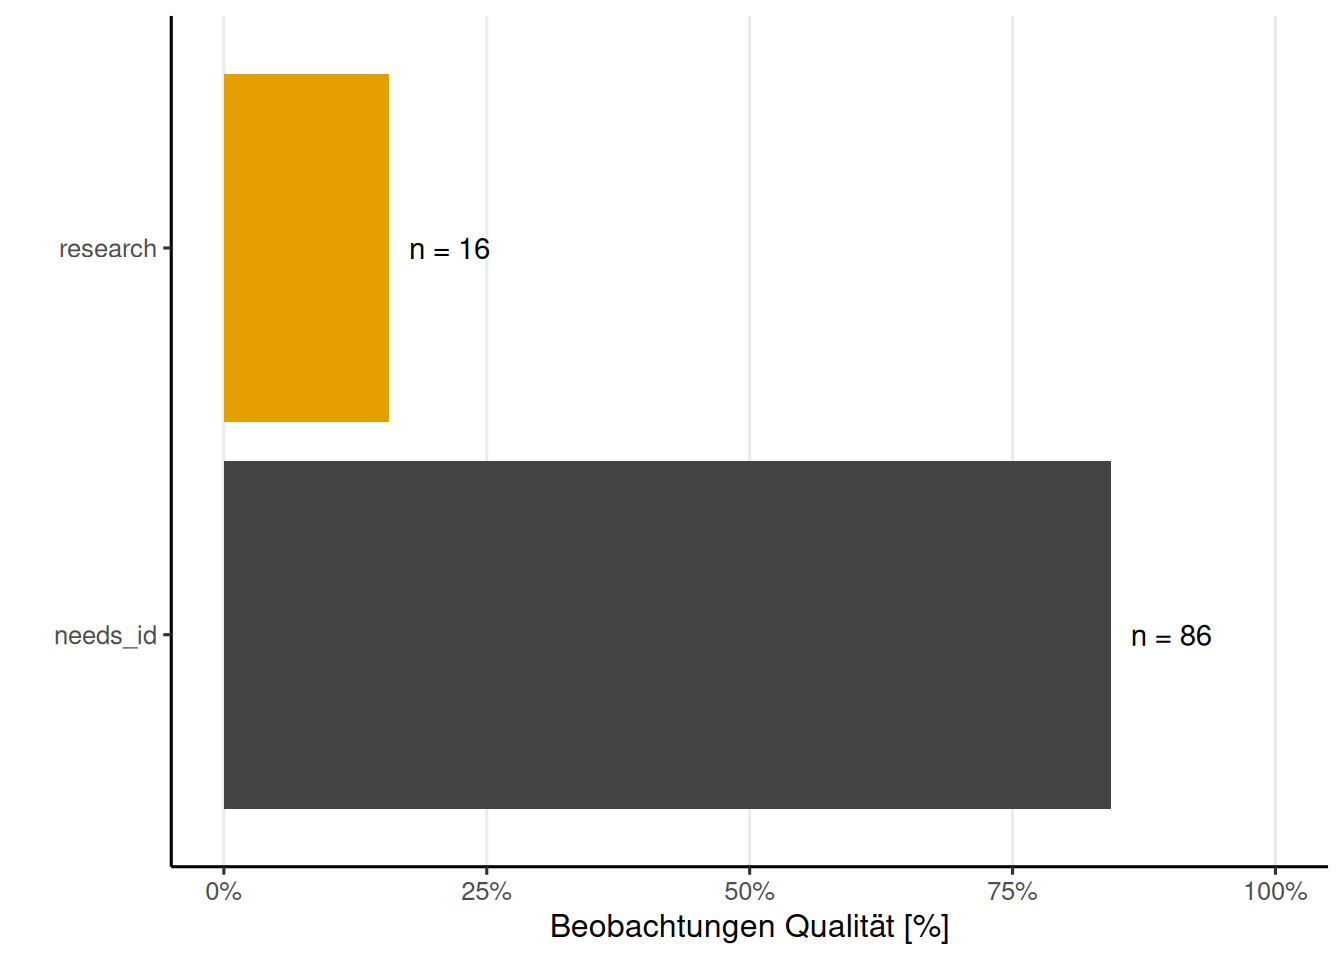 research
n = 16
needs_id
n = 86
0% 25% 50% 75% 100%
Beobachtungen Qualität [%]